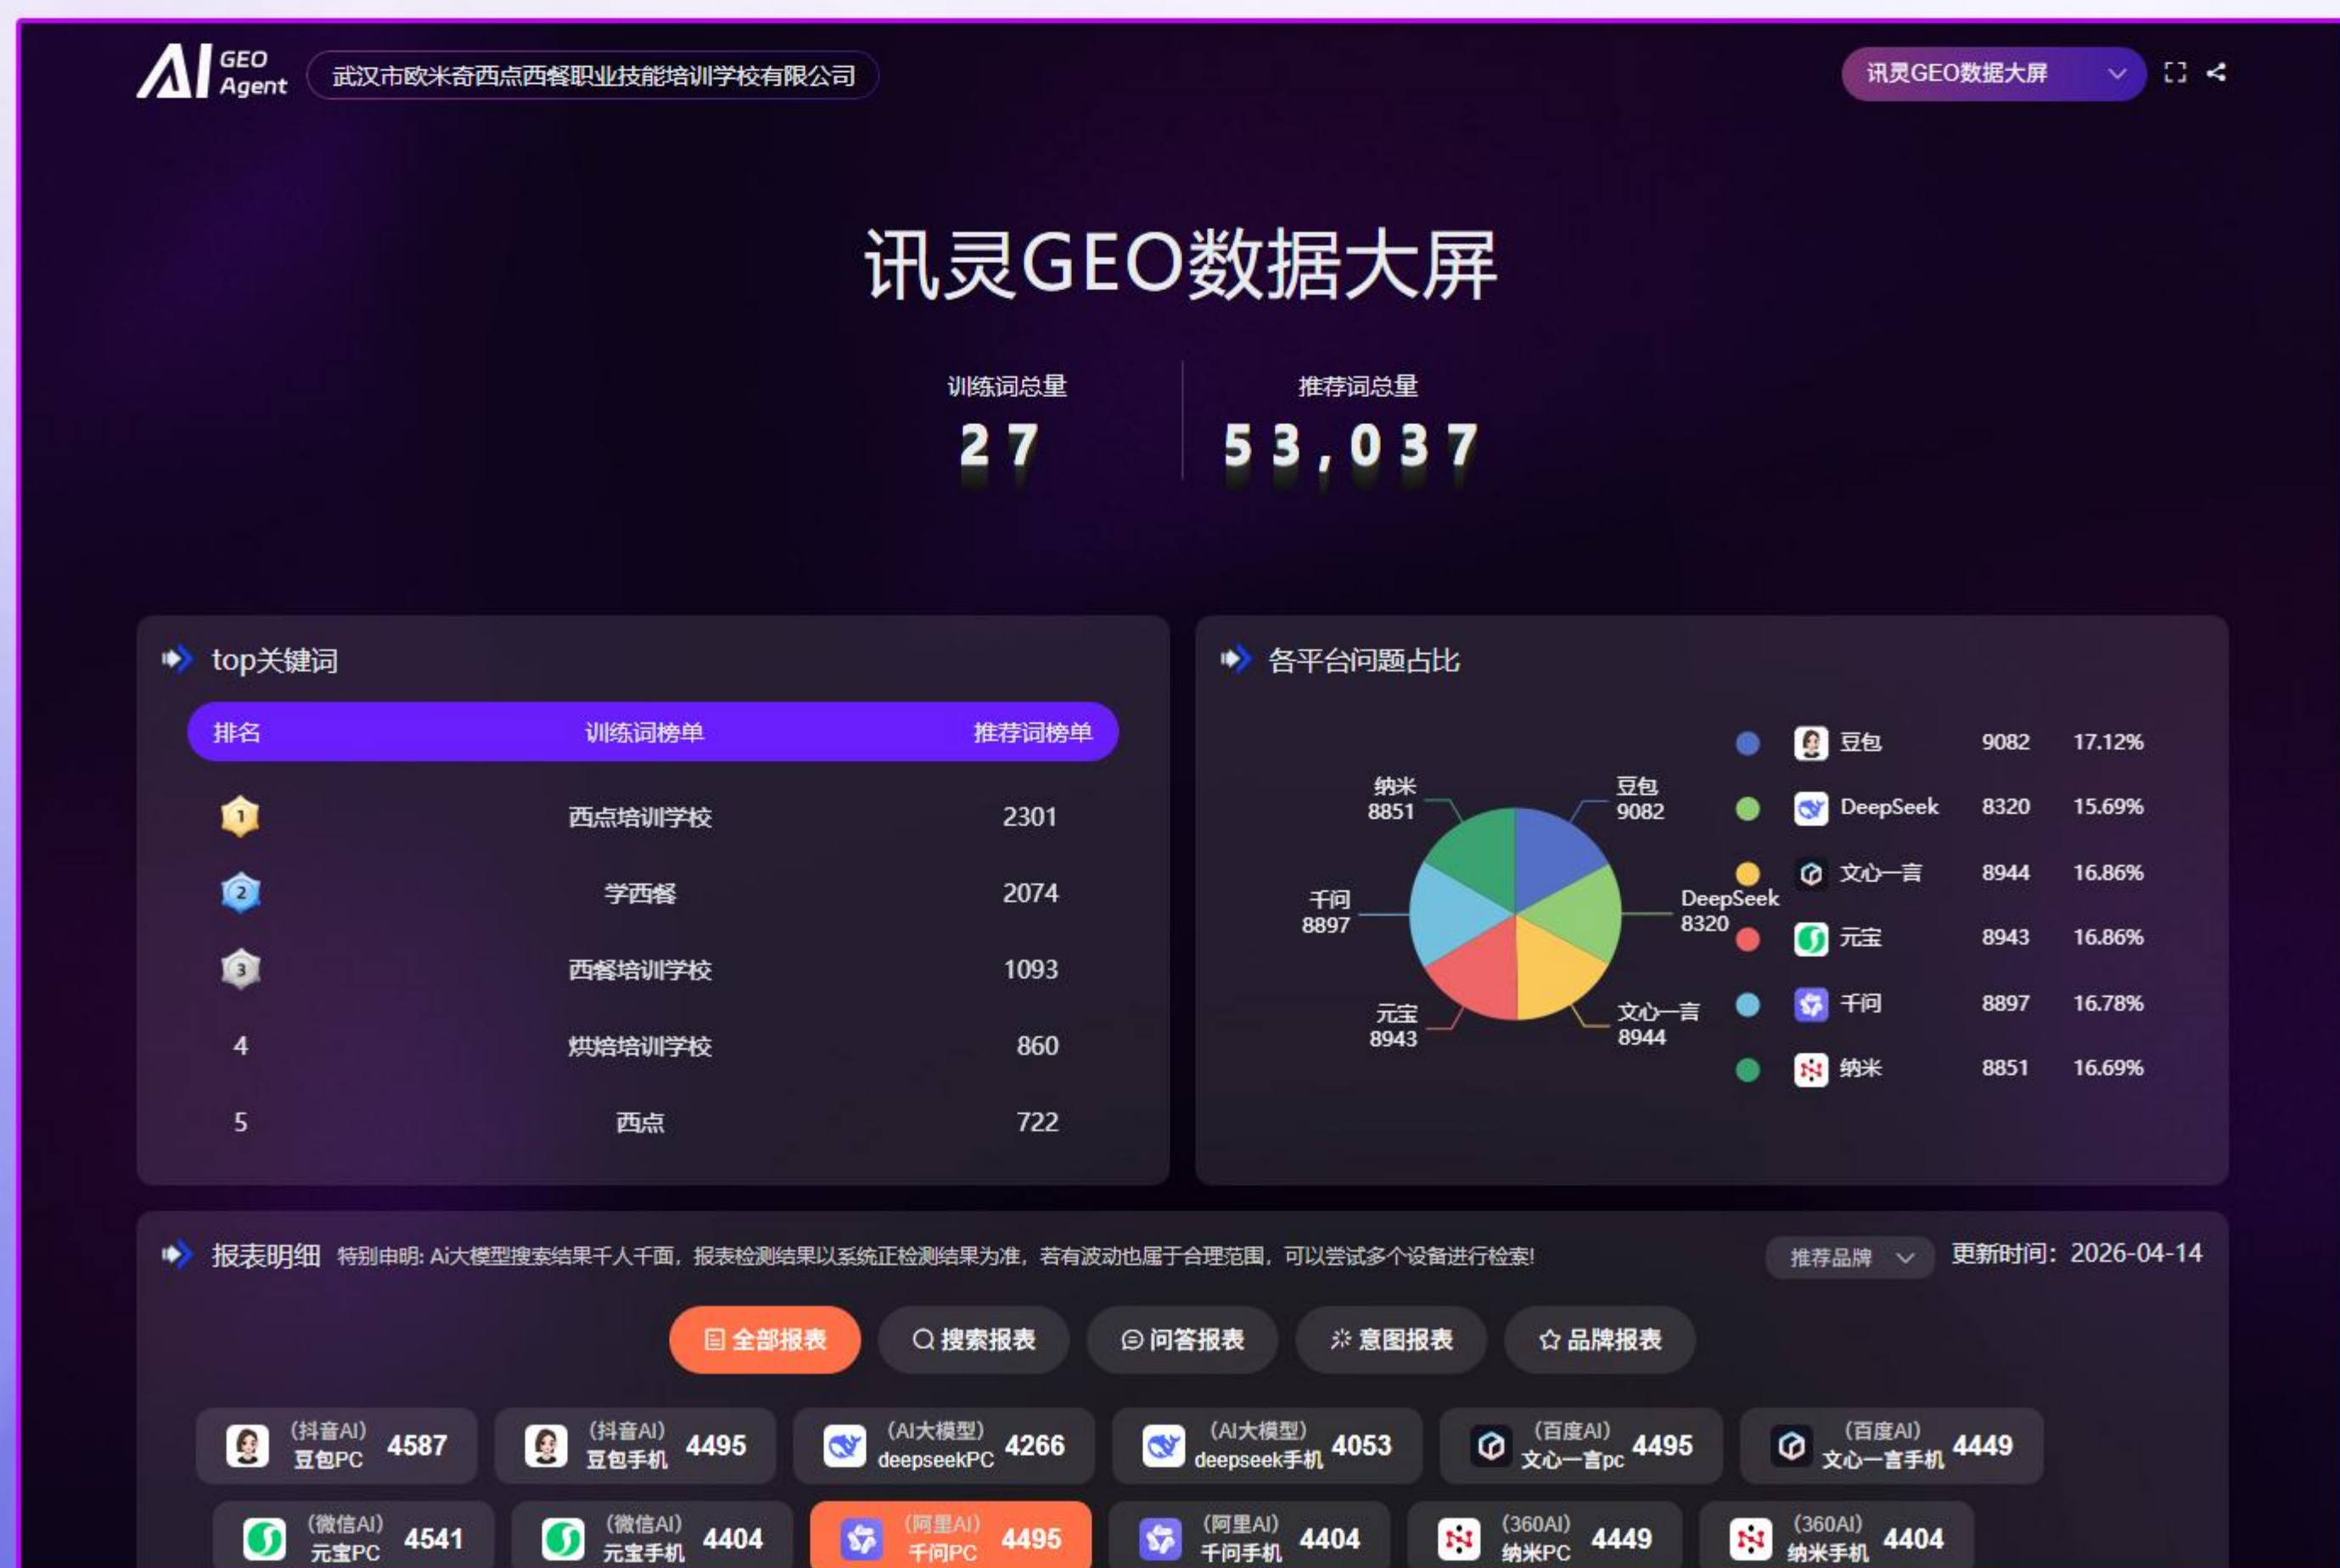 AI GEO Agent
武汉市欧米奇西点西餐职业技能培训学校有限公司
讯灵GEO数据大屏
讯灵GEO数据大屏
训练词总量
27
推荐词总量
53,037
top关键词
排名 训练词榜单 推荐词榜单
1 西点培训学校 2301
2 学西餐 2074
3 西餐培训学校 1093
4 烘焙培训学校 860
5 西点 722
各平台问题占比
纳米
8851
豆包
9082
千问
8897
DeepSeek
8320
元宝
8943
文心一言
8944
豆包 9082 17.12%
DeepSeek 8320 15.69%
文心一言 8944 16.86%
元宝 8943 16.86%
千问 8897 16.78%
纳米 8851 16.69%
报表明细 特别申明: Ai大模型搜索结果千人千面，报表检测结果以系统正检测结果为准，若有波动也属于合理范围，可以尝试多个设备进行检索!
推荐品牌
更新时间：2026-04-14
全部报表 搜索报表 问答报表 意图报表 品牌报表
（抖音AI）
豆包PC 4587
（抖音AI）
豆包手机 4495
（AI大模型）
deepseekPC 4266
（AI大模型）
deepseek手机 4053
（百度AI）
文心一言pc 4495
（百度AI）
文心一言手机 4449
（微信AI）
元宝PC 4541
（微信AI）
元宝手机 4404
（阿里AI）
千问PC 4495
（阿里AI）
千问手机 4404
（360AI）
纳米PC 4449
（360AI）
纳米手机 4404